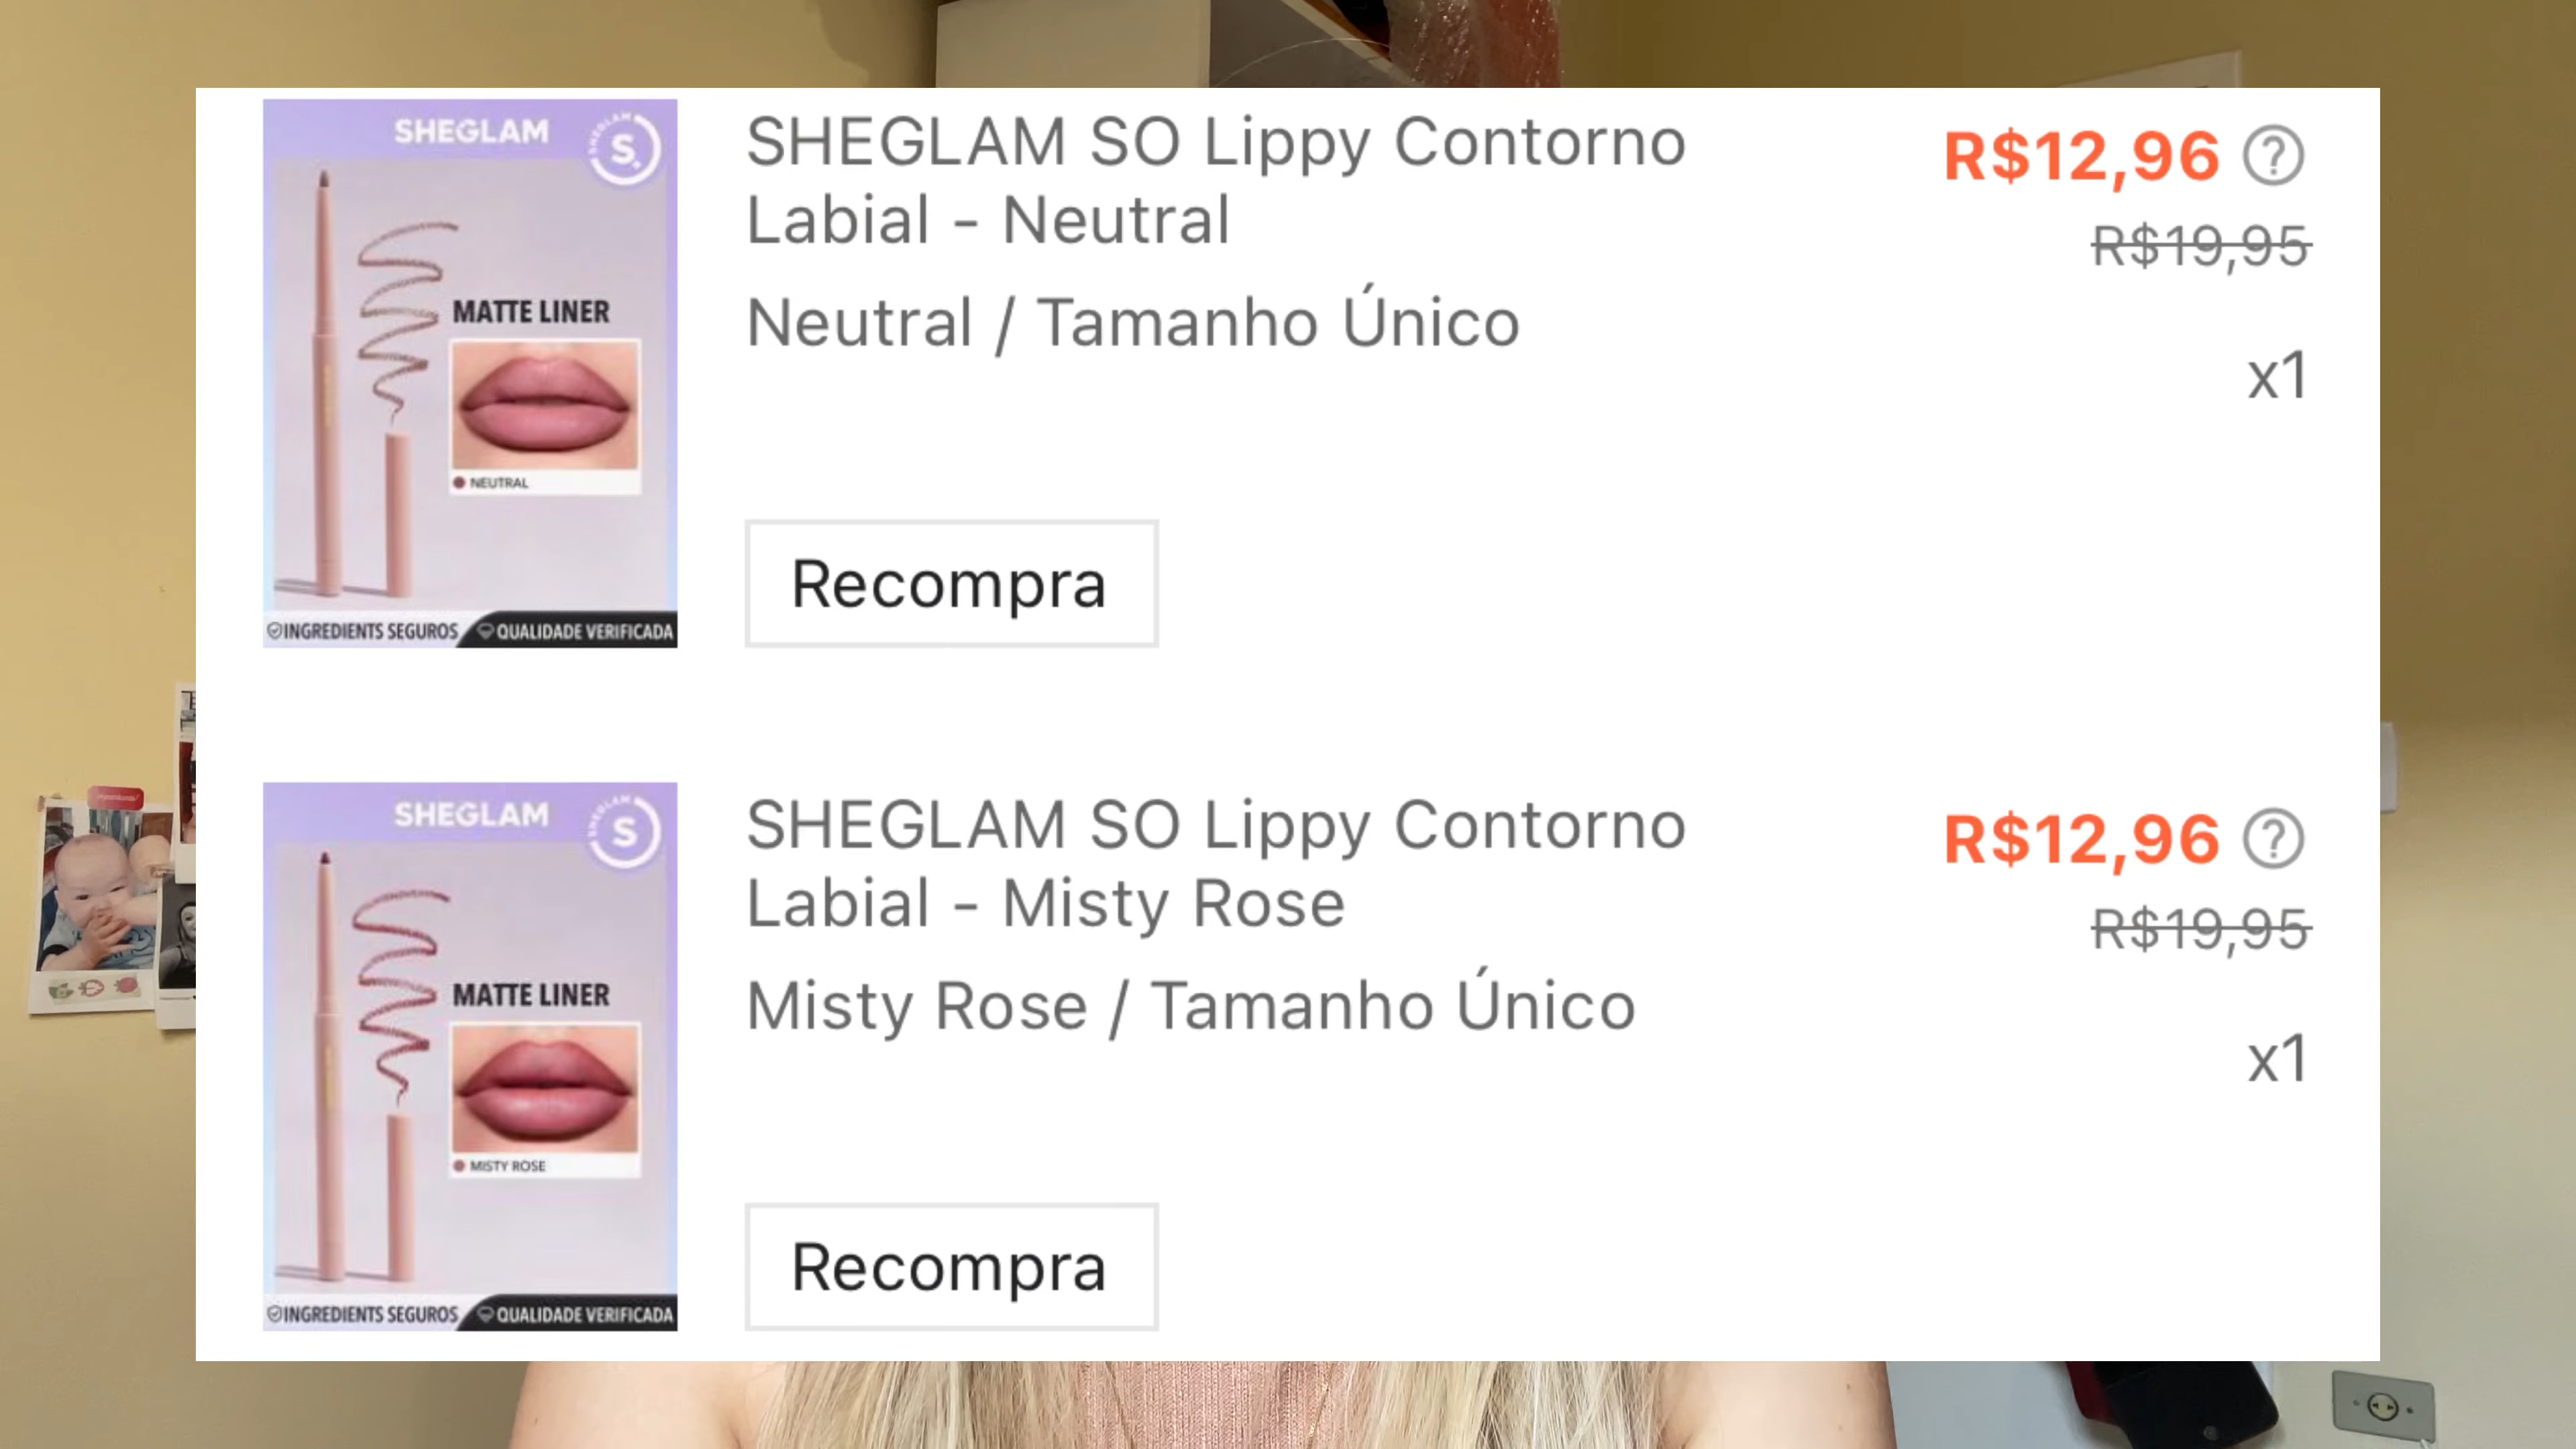 SHEGLAM
SHEGLAM
S
MATTE LINER
NEUTRAL
INGREDIENTS SEGUROS
QUALIDADE VERIFICADA
SHEGLAM SO Lippy Contorno
Labial - Neutral
Neutral / Tamanho Único
R$12,96 ?
R$19,95
x1
Recompra
SHEGLAM
SHEGLAM
S
MATTE LINER
MISTY ROSE
INGREDIENTS SEGUROS
QUALIDADE VERIFICADA
SHEGLAM SO Lippy Contorno
Labial - Misty Rose
Misty Rose / Tamanho Único
R$12,96 ?
R$19,95
x1
Recompra